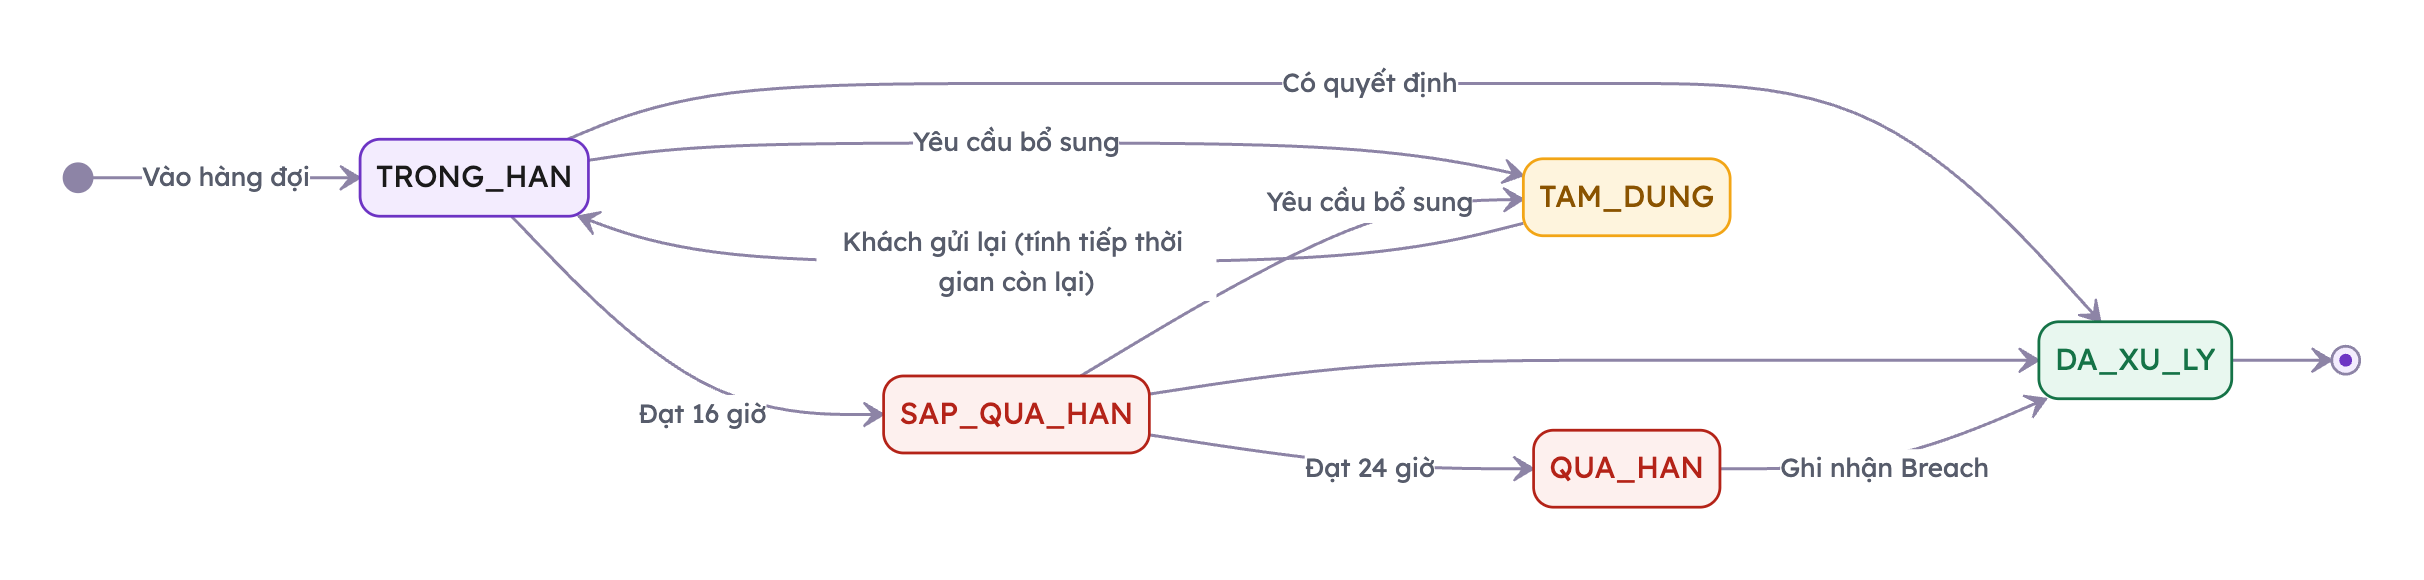 Có quyết định
Yêu cầu bổ sung
Vào hàng đợi
TRONG_HAN
TAM_DUNG
Yêu cầu bổ sung
Khách gửi lại (tính tiếp thời
gian còn lại)
DA_XU_LY
Đạt 16 giờ
SAP_QUA_HAN
Đạt 24 giờ
QUA_HAN
Ghi nhận Breach